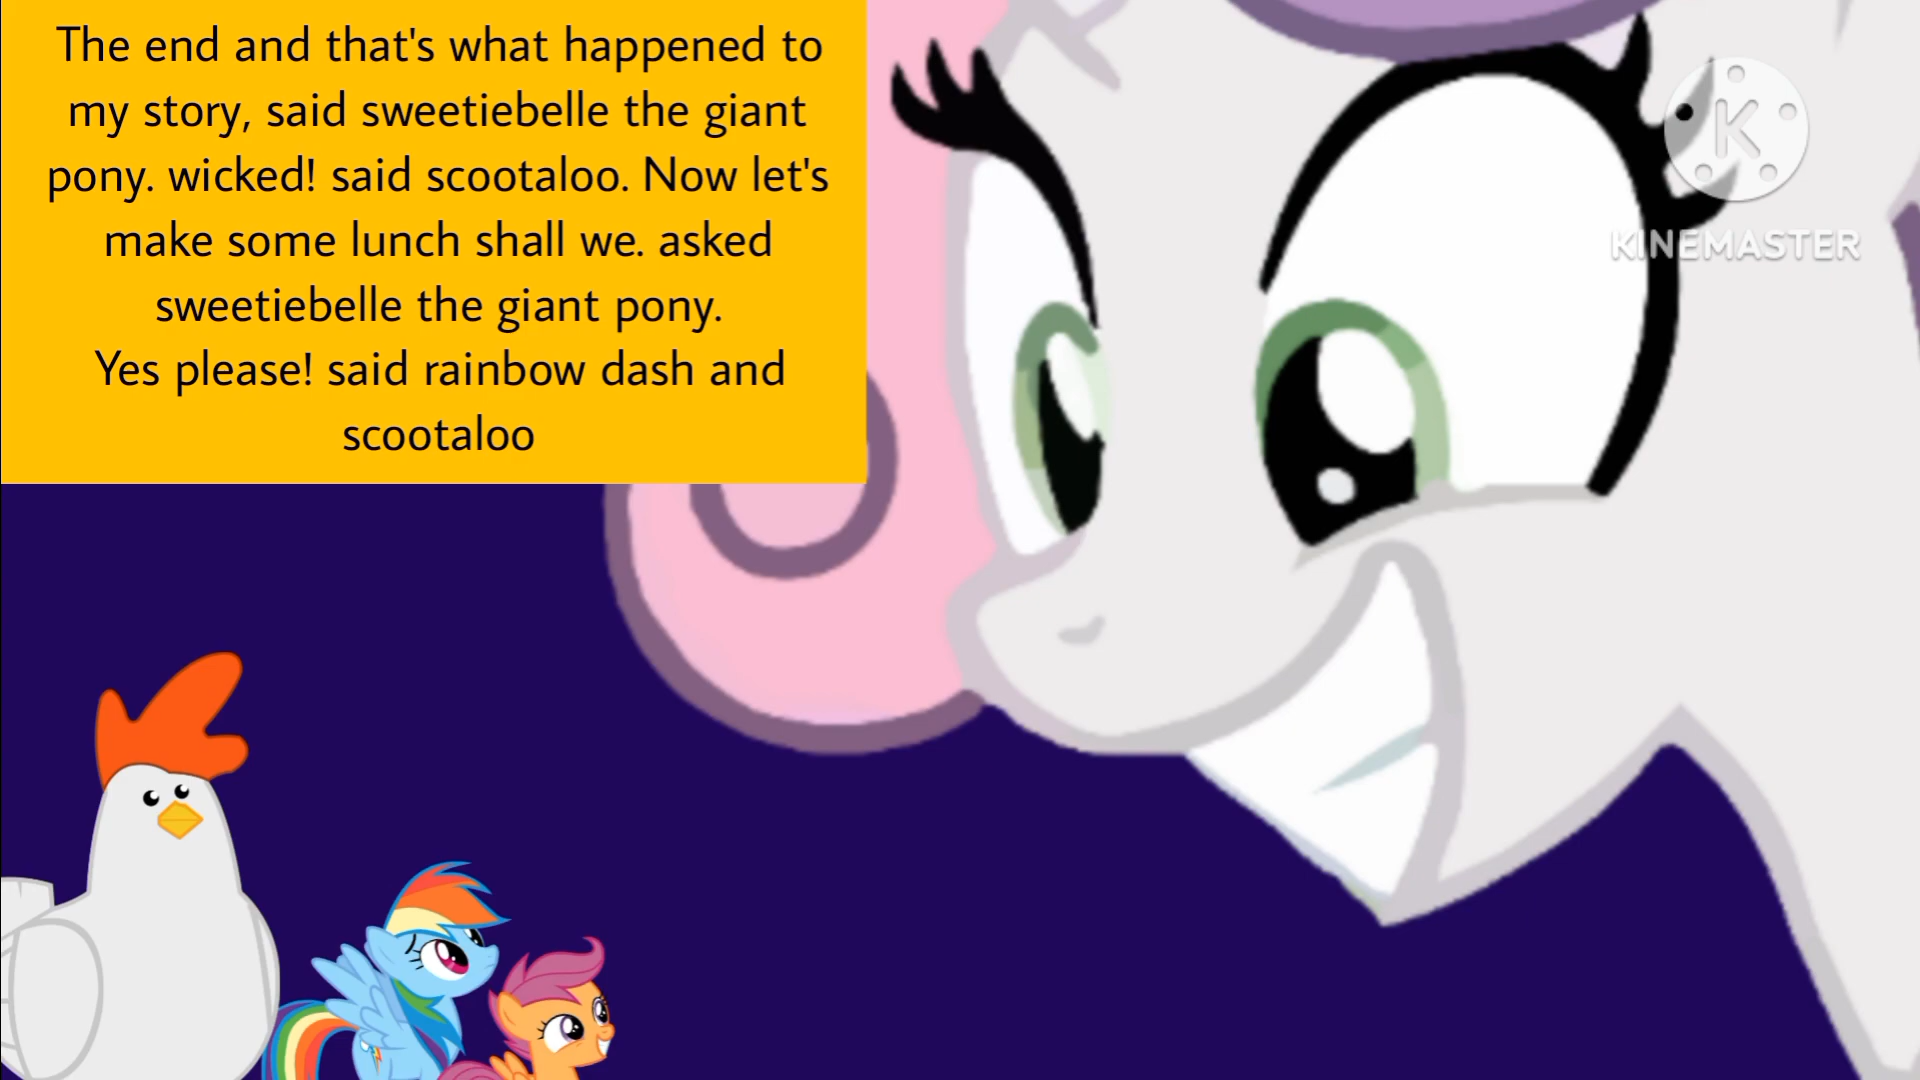 The end and that's what happened to
my story, said sweetiebelle the giant
pony. wicked! said scootaloo. Now let's
make some lunch shall we. asked
sweetiebelle the giant pony.
Yes please! said rainbow dash and
scootaloo
K
KINEMASTER